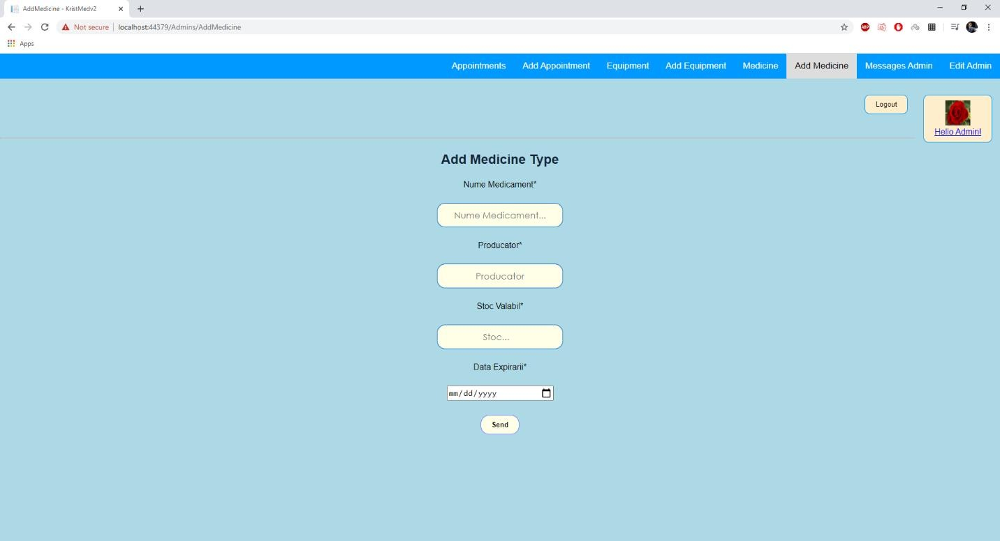 AddMedicine - KristMedv2
Not secure localhost:44379/Admins/AddMedicine
ABP
Apps
Appointments Add Appointment Equipment Add Equipment Medicine Add Medicine Messages Admin Edit Admin
Logout
Hello Admin!
Add Medicine Type
Nume Medicament*
Nume Medicament...
Producator*
Producator
Stoc Valabil*
Stoc...
Data Expirarii*
mm/dd/yyyy
Send